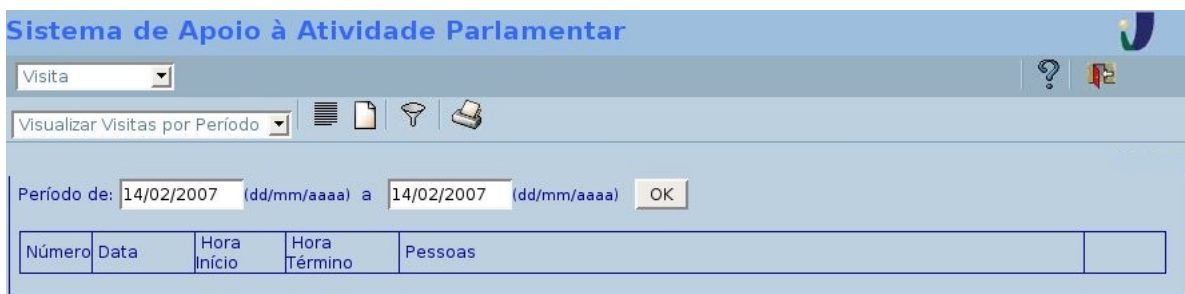 Sistema de Apoio à Atividade Parlamentar
Visita
Visualizar Visitas por Período
Período de: 14/02/2007 (dd/mm/aaaa) a 14/02/2007 (dd/mm/aaaa) OK
Número Data Hora Início Hora Término Pessoas